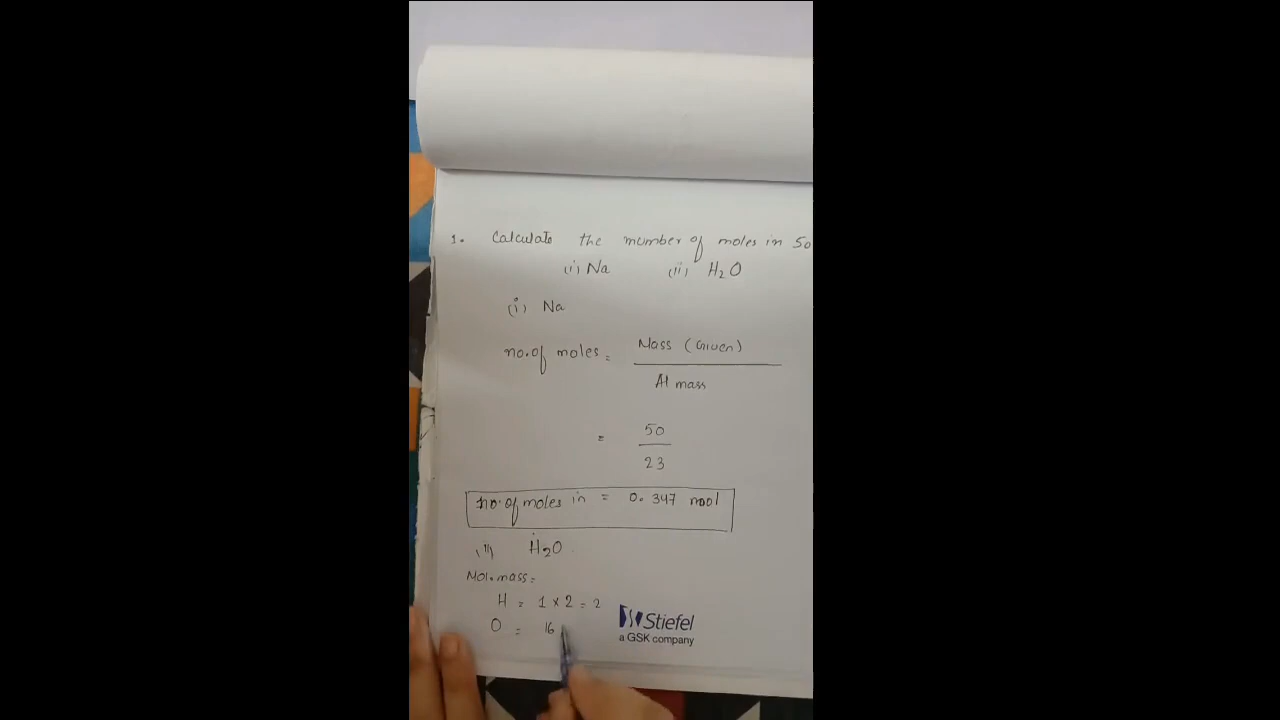 1. Calculate the number of moles in 50
(i) Na (ii) H₂O
(i) Na
no.of moles = Mass (Given)
At mass
= 50
23
no.of moles in = 0.347 mol
(ii) H₂O
Mol.mass =
H = 1 × 2 = 2
O = 16
Stiefel
a GSK company